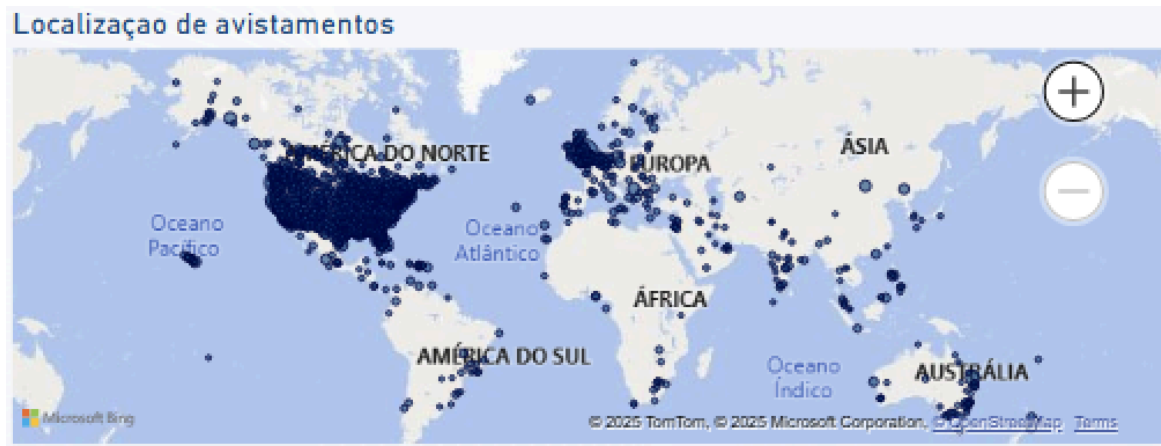 Localizaçao de avistamentos
AMÉRICA DO NORTE
EUROPA
ÁSIA
Oceano
Pacífico
Oceano
Atlântico
ÁFRICA
AMÉRICA DO SUL
Oceano
Índico
AUSTRÁLIA
Microsoft Bing
© 2025 TomTom, © 2025 Microsoft Corporation, © OpenStreetMap Terms